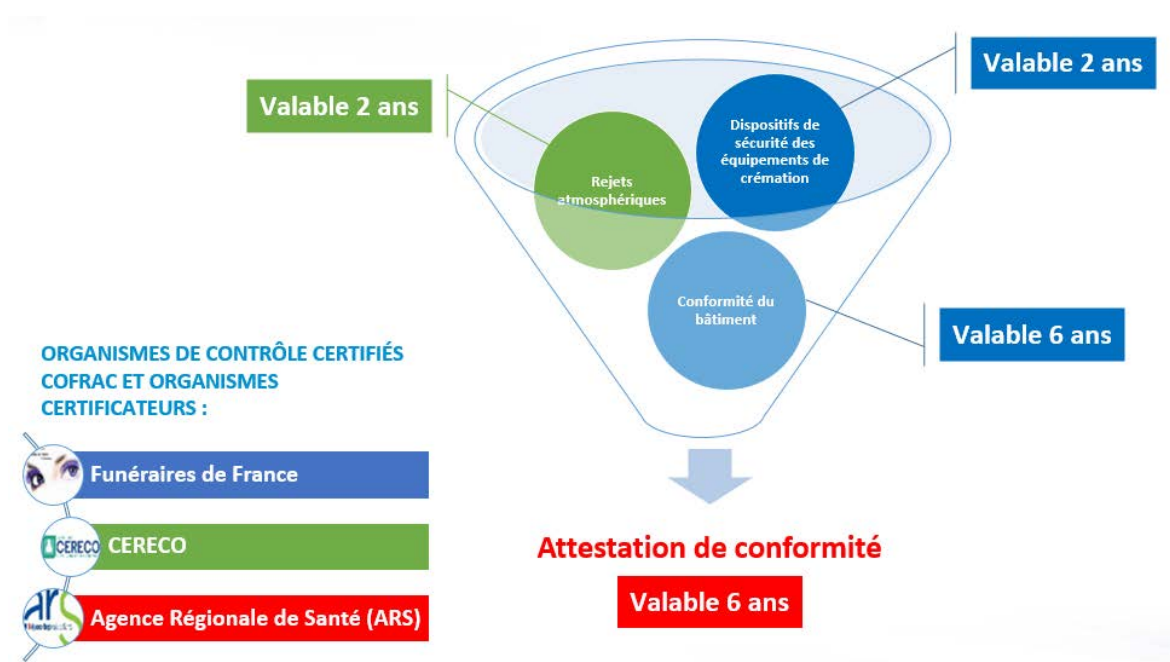 Valable 2 ans
Valable 2 ans
Dispositifs de
sécurité des
équipements de
crémation
Rejets
atmosphériques
Conformité du
bâtiment
Valable 6 ans
ORGANISMES DE CONTRÔLE CERTIFIÉS
COFRAC ET ORGANISMES
CERTIFICATEURS :
Funéraires de France
CERECO
CERECO
ars
Agence Régionale de Santé (ARS)
Attestation de conformité
Valable 6 ans